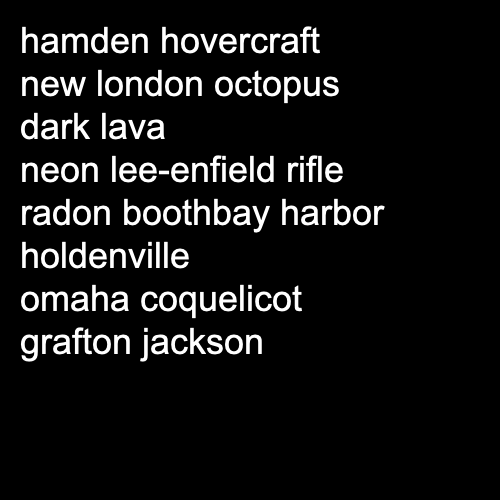 hamden hovercraft
new london octopus
dark lava
neon lee-enfield rifle
radon boothbay harbor
holdenville
omaha coquelicot
grafton jackson